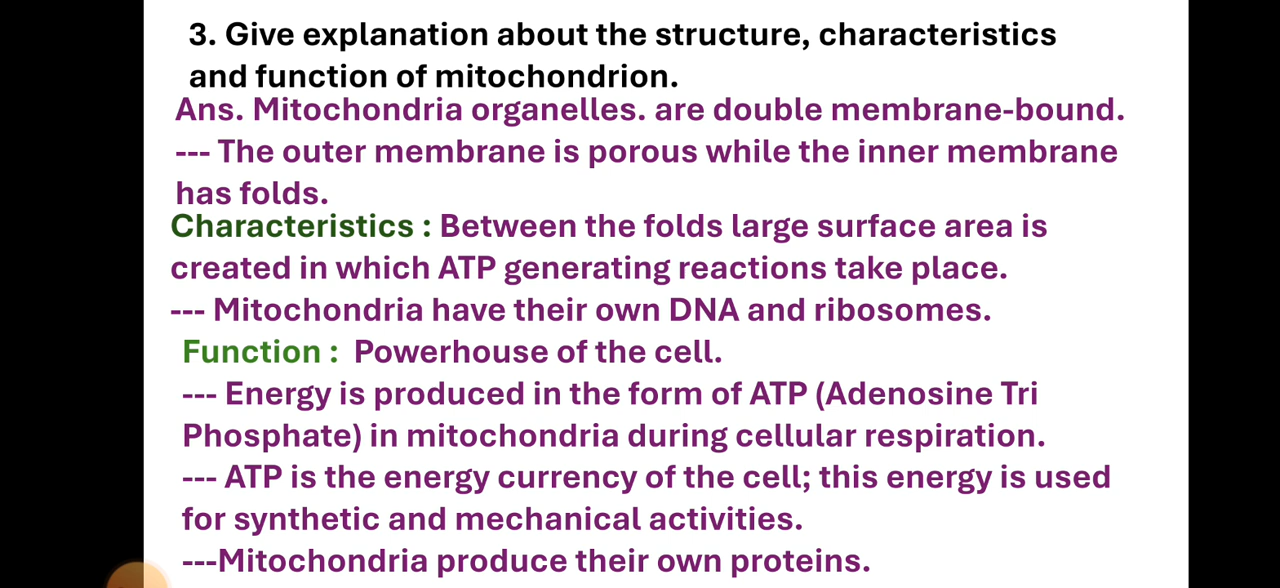 3. Give explanation about the structure, characteristics
and function of mitochondrion.
Ans. Mitochondria organelles. are double membrane-bound.
--- The outer membrane is porous while the inner membrane
has folds.
Characteristics : Between the folds large surface area is
created in which ATP generating reactions take place.
--- Mitochondria have their own DNA and ribosomes.
Function : Powerhouse of the cell.
--- Energy is produced in the form of ATP (Adenosine Tri
Phosphate) in mitochondria during cellular respiration.
--- ATP is the energy currency of the cell; this energy is used
for synthetic and mechanical activities.
---Mitochondria produce their own proteins.